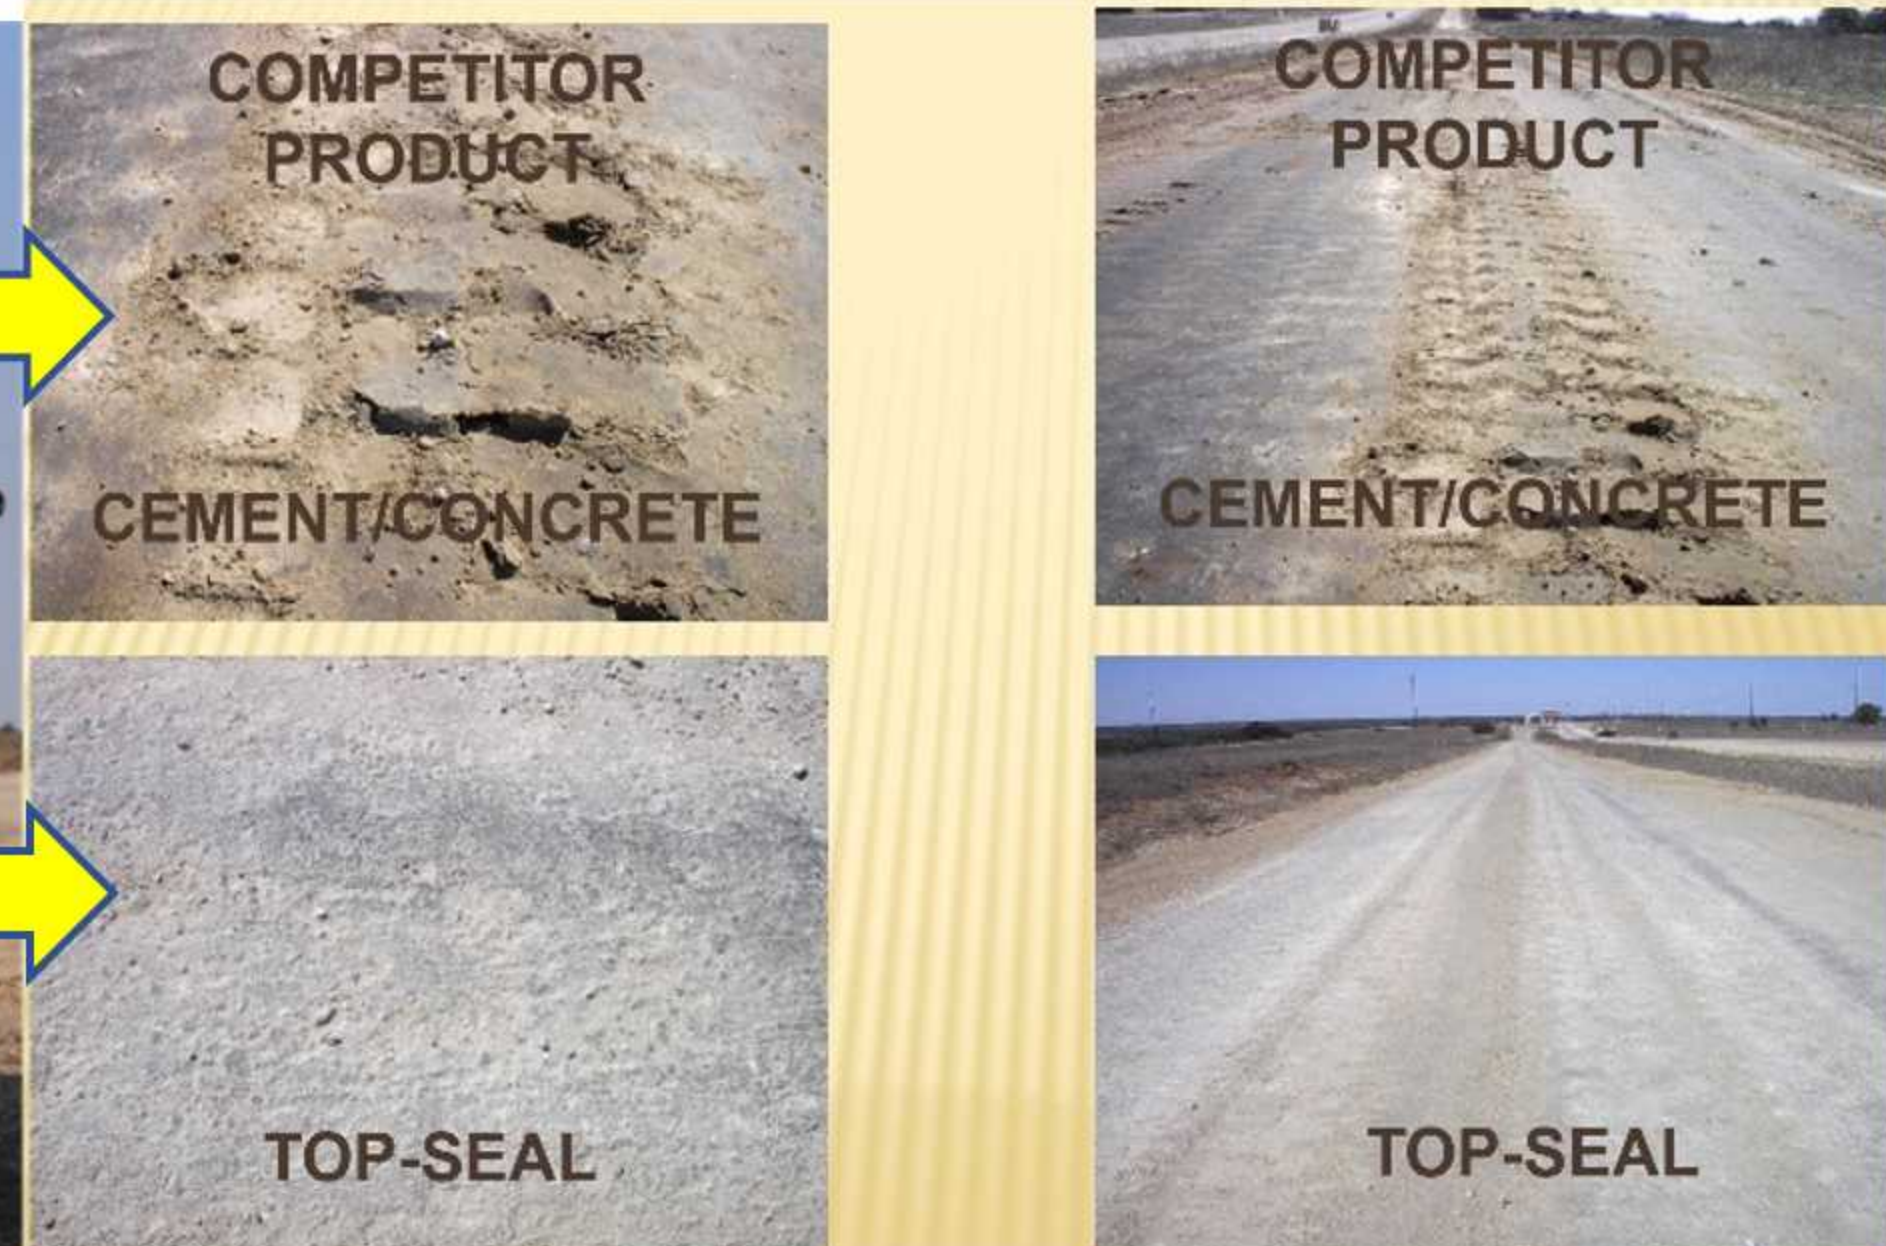 COMPETITOR
PRODUCT
CEMENT/CONCRETE
COMPETITOR
PRODUCT
CEMENT/CONCRETE
TOP-SEAL
TOP-SEAL